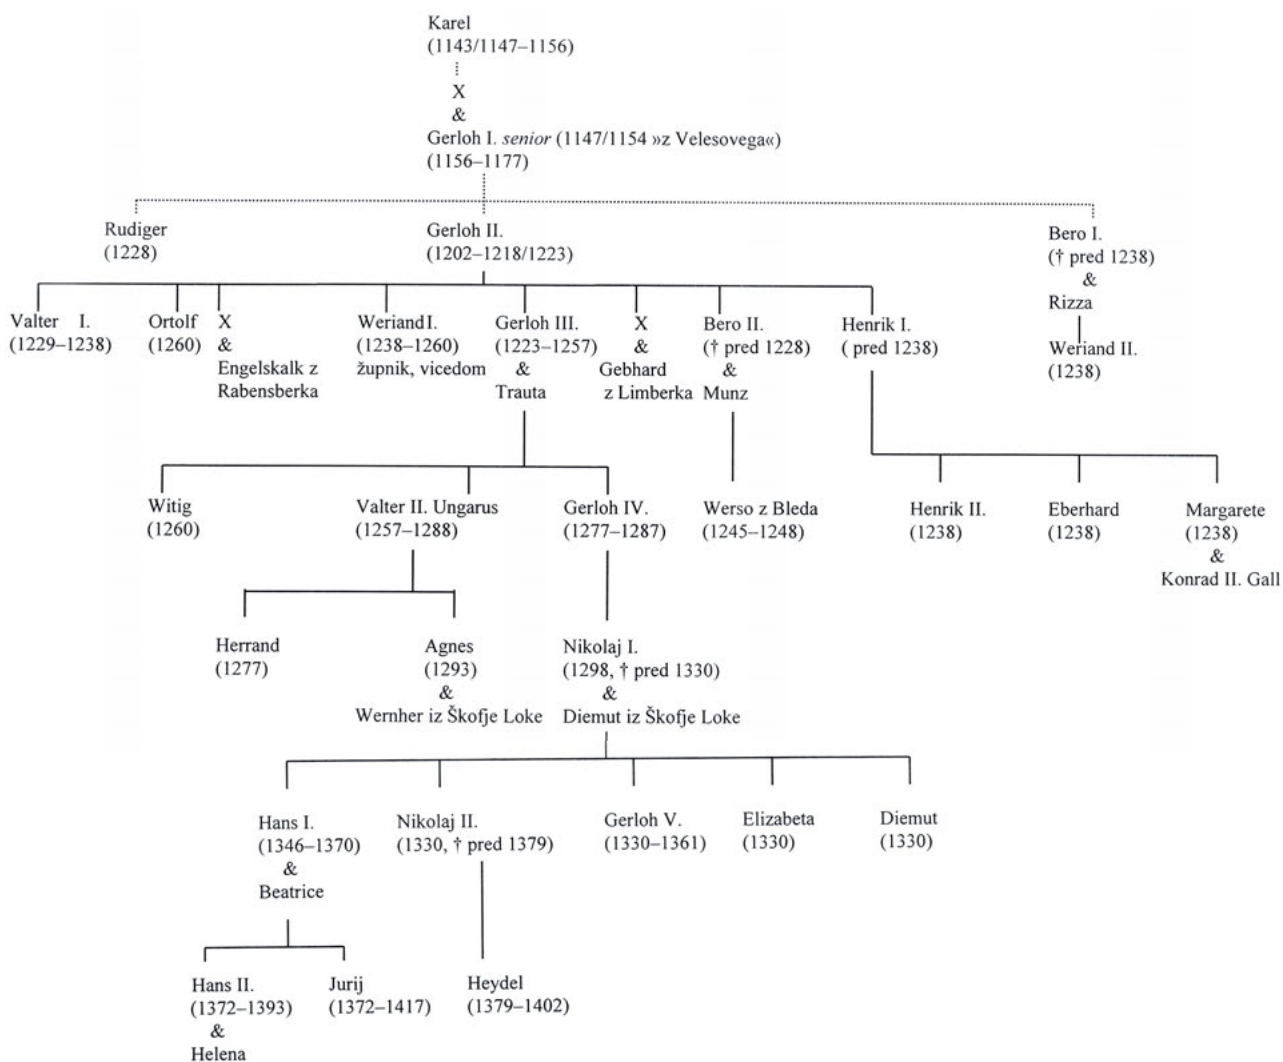 Karel
(1143/1147–1156)
X
&
Gerloh I. senior (1147/1154 »z Velesovega«)
(1156–1177)
Rudiger
(1228)
Gerloh II.
(1202–1218/1223)
Bero I.
(† pred 1238)
&
Rizza
Valter I.
(1229–1238)
Ortolf
(1260)
X
&
Engelskalk z
Rabensberka
Weriand I.
(1238–1260)
župnik, vicedom
Gerloh III.
(1223–1257)
&
Trauta
X
&
Gebhard
z Limberka
Bero II.
(† pred 1228)
&
Munz
Henrik I.
( pred 1238)
Weriand II.
(1238)
Witig
(1260)
Valter II. Ungarus
(1257–1288)
Gerloh IV.
(1277–1287)
Werso z Bleda
(1245–1248)
Henrik II.
(1238)
Eberhard
(1238)
Margarete
(1238)
&
Konrad II. Gall
Herrand
(1277)
Agnes
(1293)
&
Wernher iz Škofje Loke
Nikolaj I.
(1298, † pred 1330)
&
Diemut iz Škofje Loke
Hans I.
(1346–1370)
&
Beatrice
Nikolaj II.
(1330, † pred 1379)
Gerloh V.
(1330–1361)
Elizabeta
(1330)
Diemut
(1330)
Hans II.
(1372–1393)
&
Helena
Jurij
(1372–1417)
Heydel
(1379–1402)